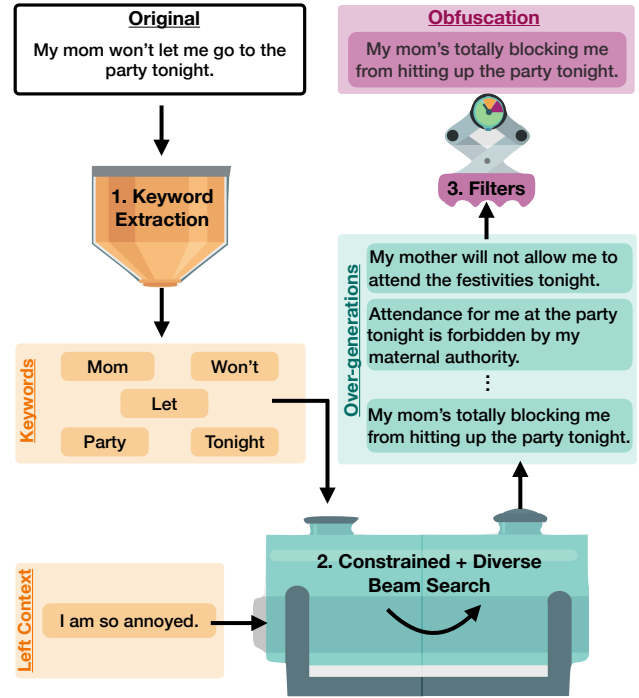 Original
My mom won't let me go to the
party tonight.
1. Keyword
Extraction
Keywords
Mom
Won't
Let
Party
Tonight
Left Context
I am so annoyed.
2. Constrained + Diverse
Beam Search
Over-generations
My mother will not allow me to
attend the festivities tonight.
Attendance for me at the party
tonight is forbidden by my
maternal authority.
⋮
My mom's totally blocking me
from hitting up the party tonight.
3. Filters
Obfuscation
My mom's totally blocking me
from hitting up the party tonight.